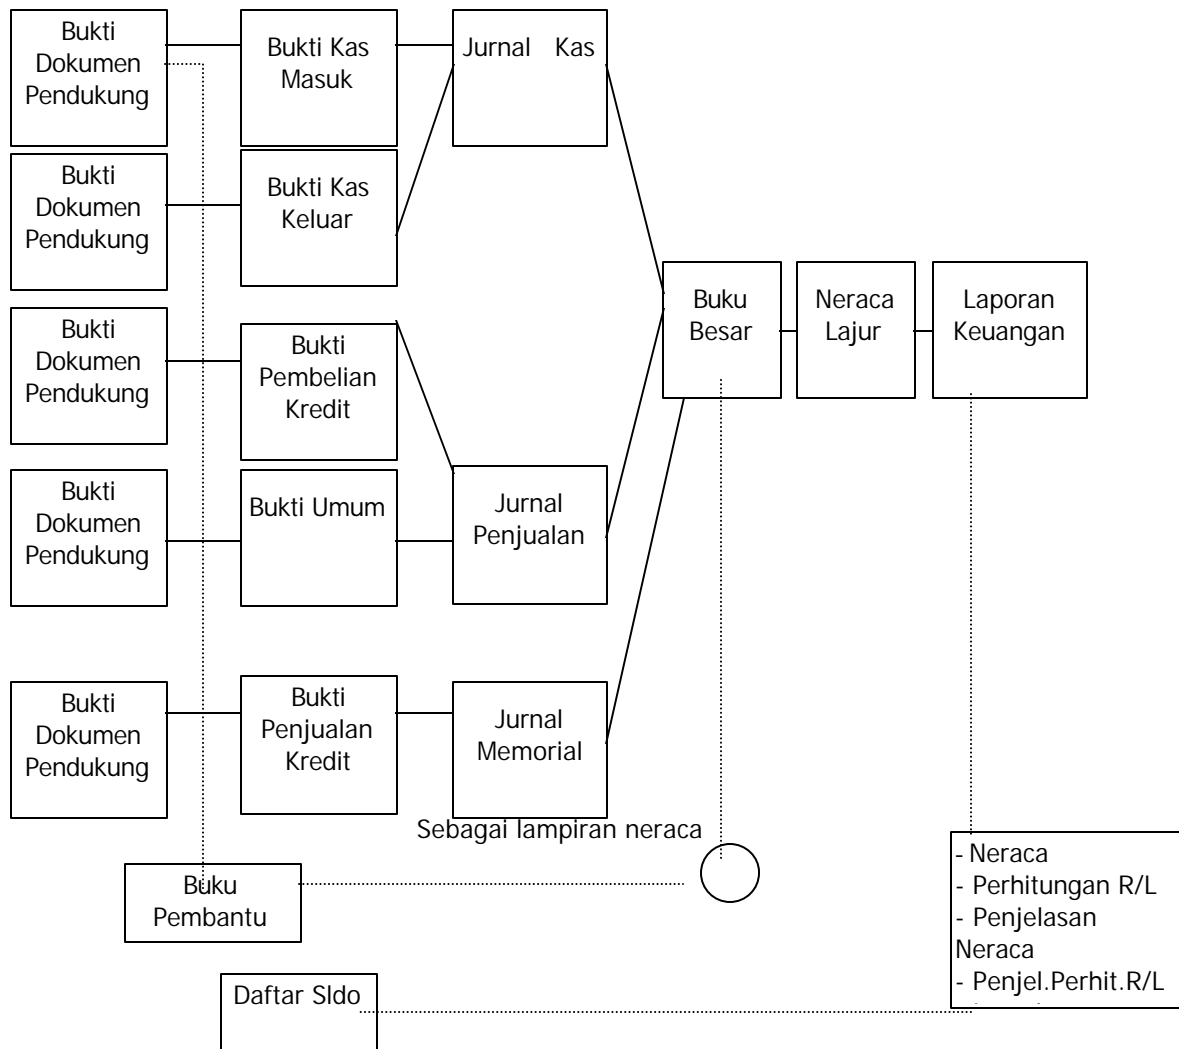 Bukti
Dokumen
Pendukung
Bukti Kas
Masuk
Jurnal Kas
Bukti
Dokumen
Pendukung
Bukti Kas
Keluar
Buku
Besar
Neraca
Lajur
Laporan
Keuangan
Bukti
Dokumen
Pendukung
Bukti
Pembelian
Kredit
Bukti
Dokumen
Pendukung
Bukti Umum
Jurnal
Penjualan
Bukti
Dokumen
Pendukung
Bukti
Penjualan
Kredit
Jurnal
Memorial
Sebagai lampiran neraca
Buku
Pembantu
- Neraca
- Perhitungan R/L
- Penjelasan
Neraca
- Penjel.Perhit.R/L
Daftar Sldo